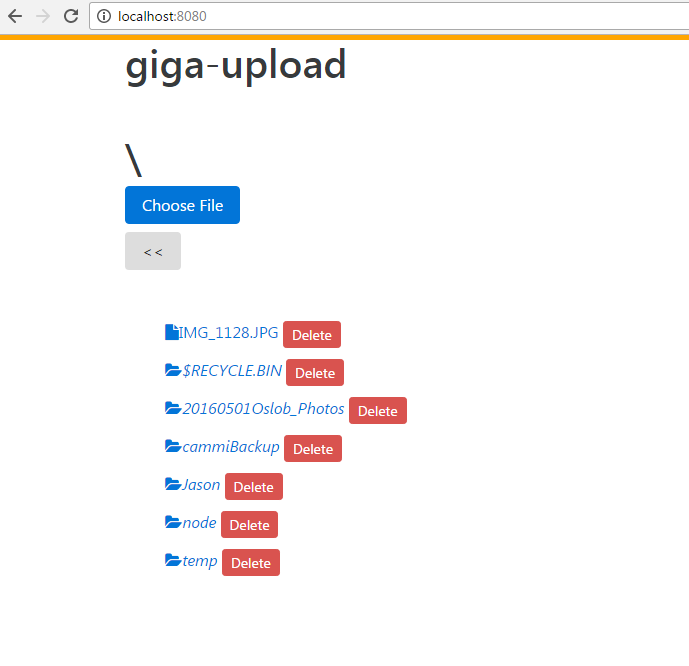 localhost:8080
giga-upload
\
Choose File
<<
IMG_1128.JPG Delete
$RECYCLE.BIN Delete
20160501Oslob_Photos Delete
cammiBackup Delete
Jason Delete
node Delete
temp Delete